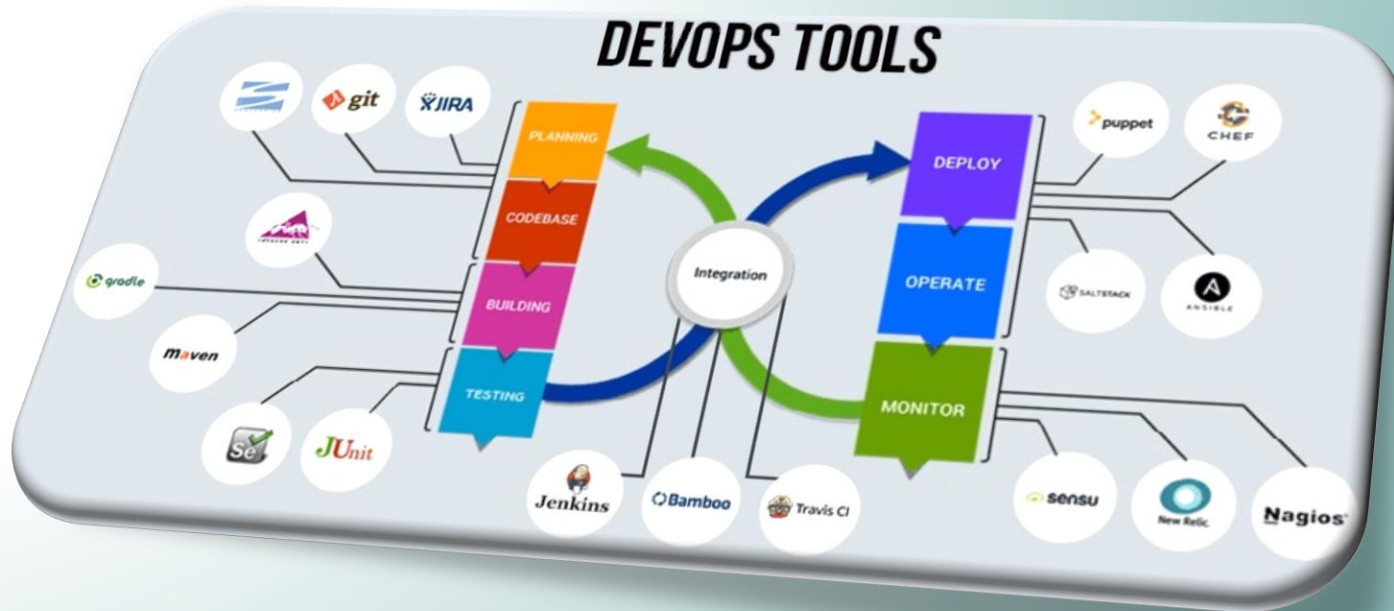 DEVOPS TOOLS
git
JIRA
PLANNING
CODEBASE
BUILDING
TESTING
gradle
maven
Se
JUnit
Integration
Jenkins
Bamboo
Travis CI
DEPLOY
OPERATE
MONITOR
puppet
CHEF
SALTSTACK
ANSIBLE
sensu
New Relic.
Nagios